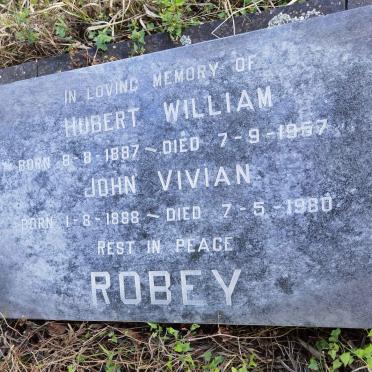 IN LOVING MEMORY OF
HUBERT WILLIAM
BORN 8-8-1887 ~ DIED 7-9-1957
JOHN VIVIAN
BORN 1-8-1888 ~ DIED 7-5-1980
REST IN PEACE
ROBEY